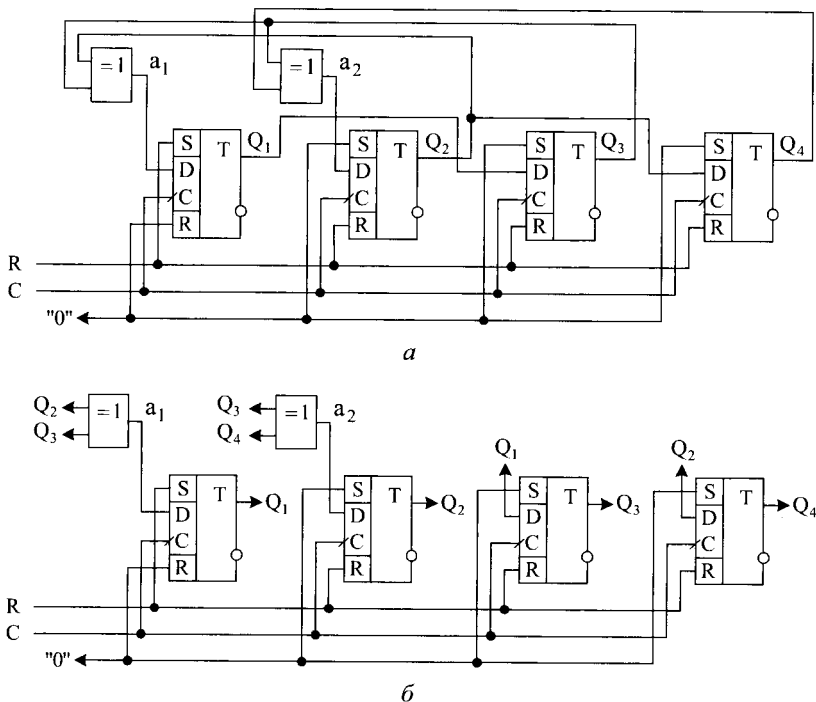 =1 a₁ =1 a₂
S T Q₁ S T Q₂ S T Q₃ S T Q₄
D D D D
C C C C
R R R R
R
C
"0"
а
Q₂ =1 a₁ Q₃ =1 a₂
Q₃ Q₄
Q₁ Q₂
S T Q₁ S T Q₂ S T Q₃ S T Q₄
D D D D
C C C C
R R R R
R
C
"0"
б